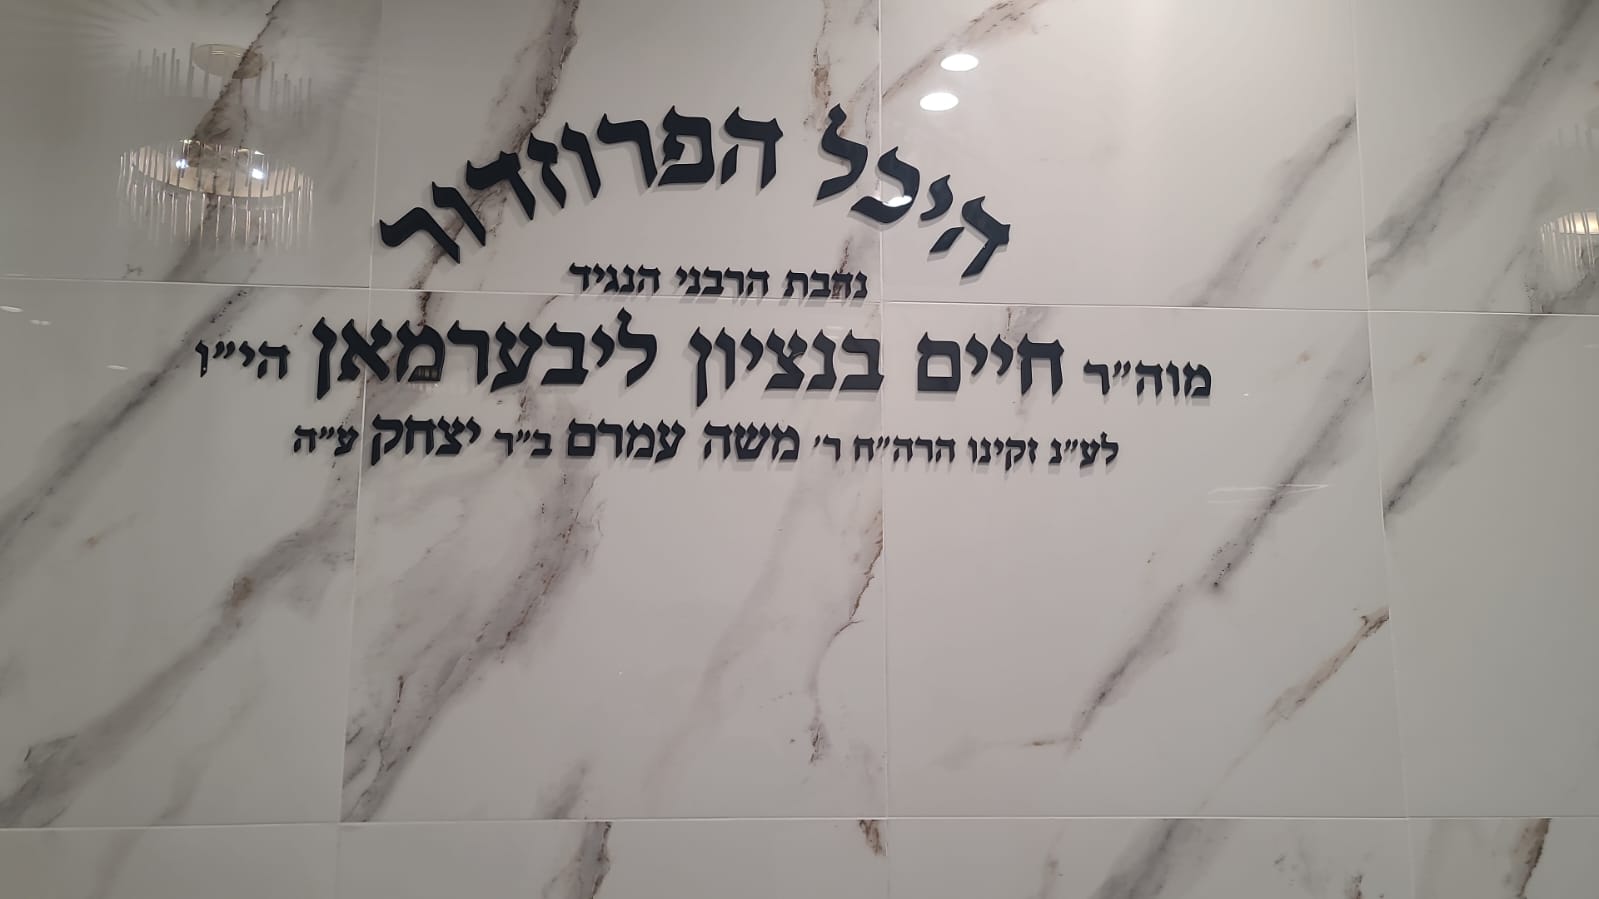 היכל הפרוזדור
נדבת הרבני הנגיד
מוה״ר חיים בנציון ליבערמאן הי״ו
לע״נ זקינו הרה״ח ר׳ משה עמרם ב״ר יצחק ע״ה